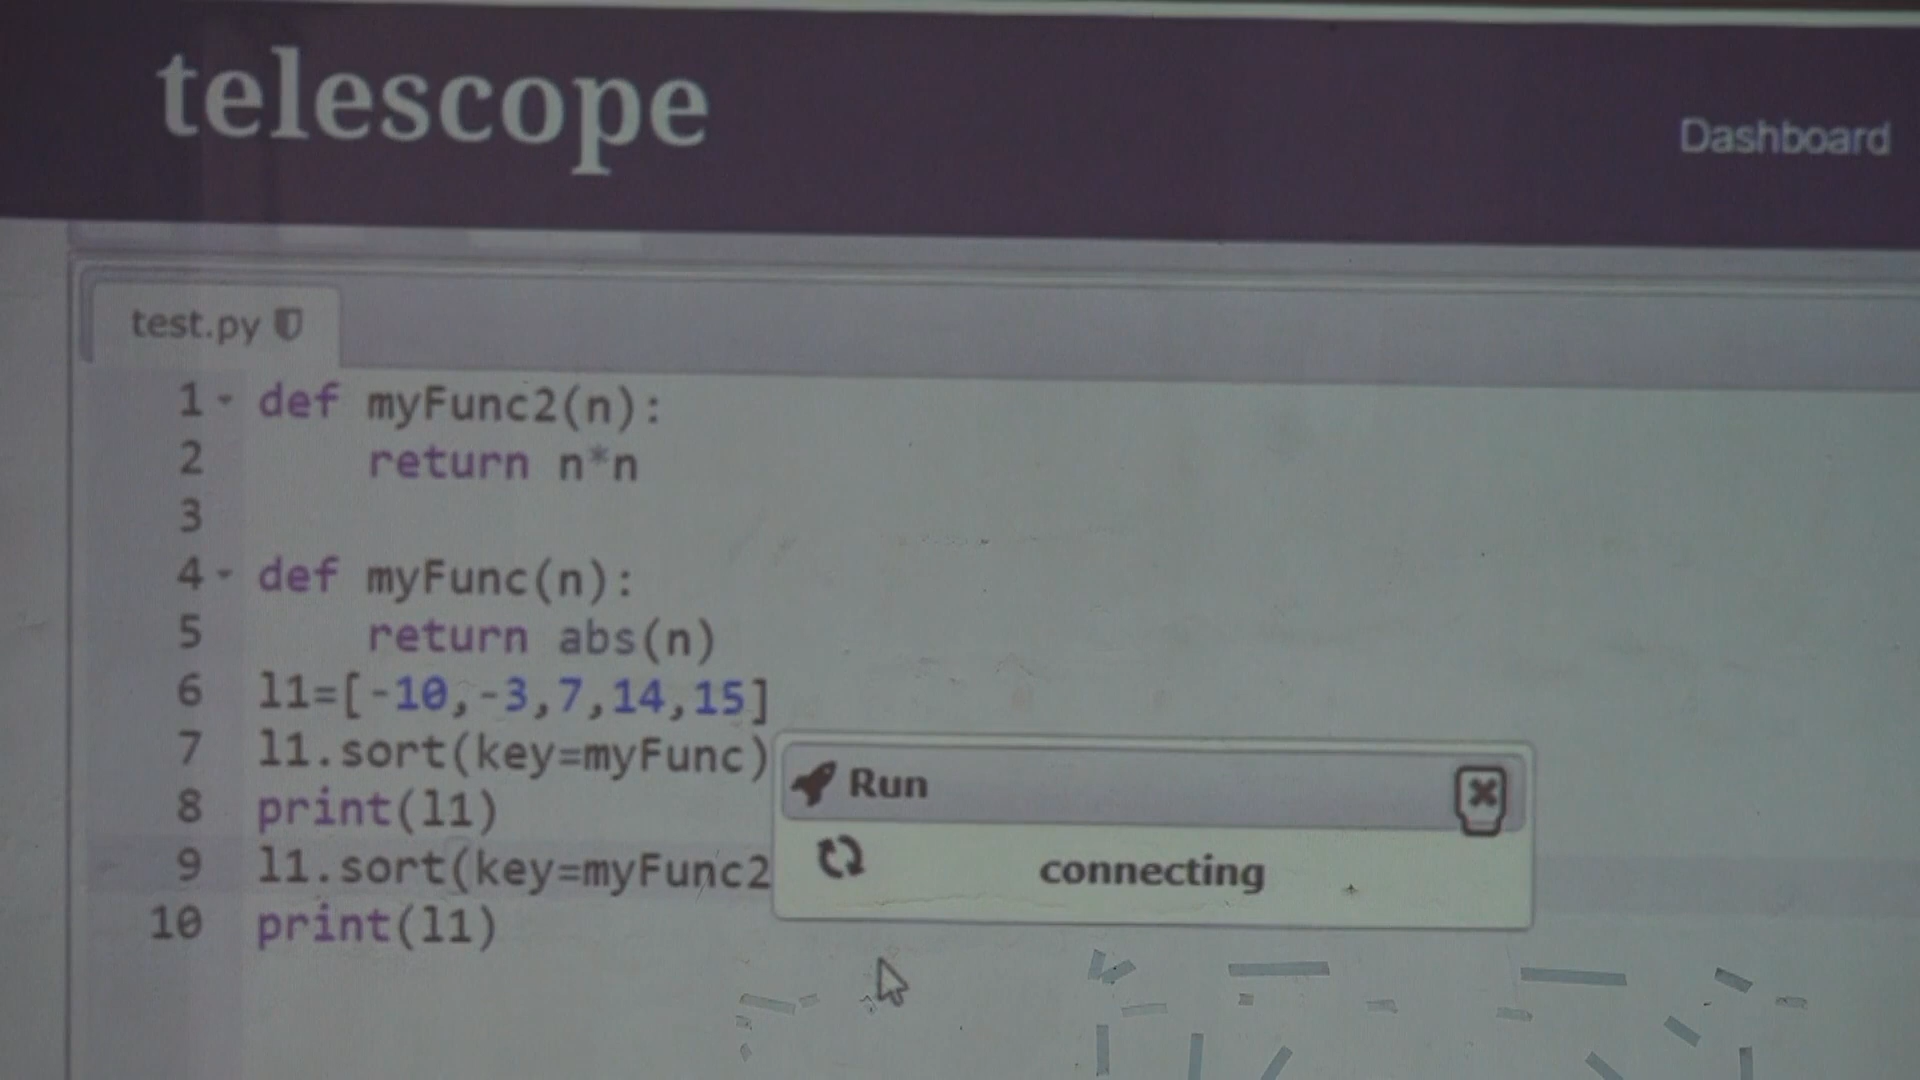 telescope
Dashboard
test.py
1 def myFunc2(n):
2     return n*n
3
4 def myFunc(n):
5     return abs(n)
6 l1=[-10,-3,7,14,15]
7 l1.sort(key=myFunc)
8 print(l1)
9 l1.sort(key=myFunc2
10 print(l1)
Run
connecting